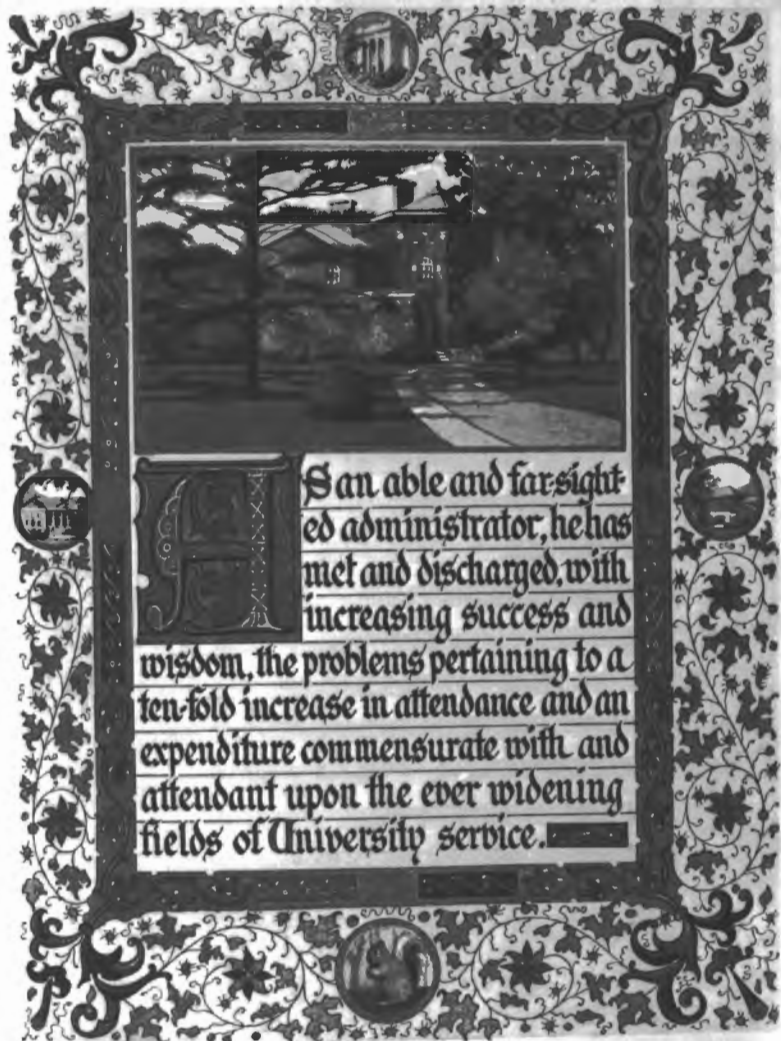 AS an able and far-sight-
ed administrator, he has
met and discharged, with
increasing success and
wisdom, the problems pertaining to a
ten-fold increase in attendance and an
expenditure commensurate with and
attendant upon the ever widening
fields of University service.